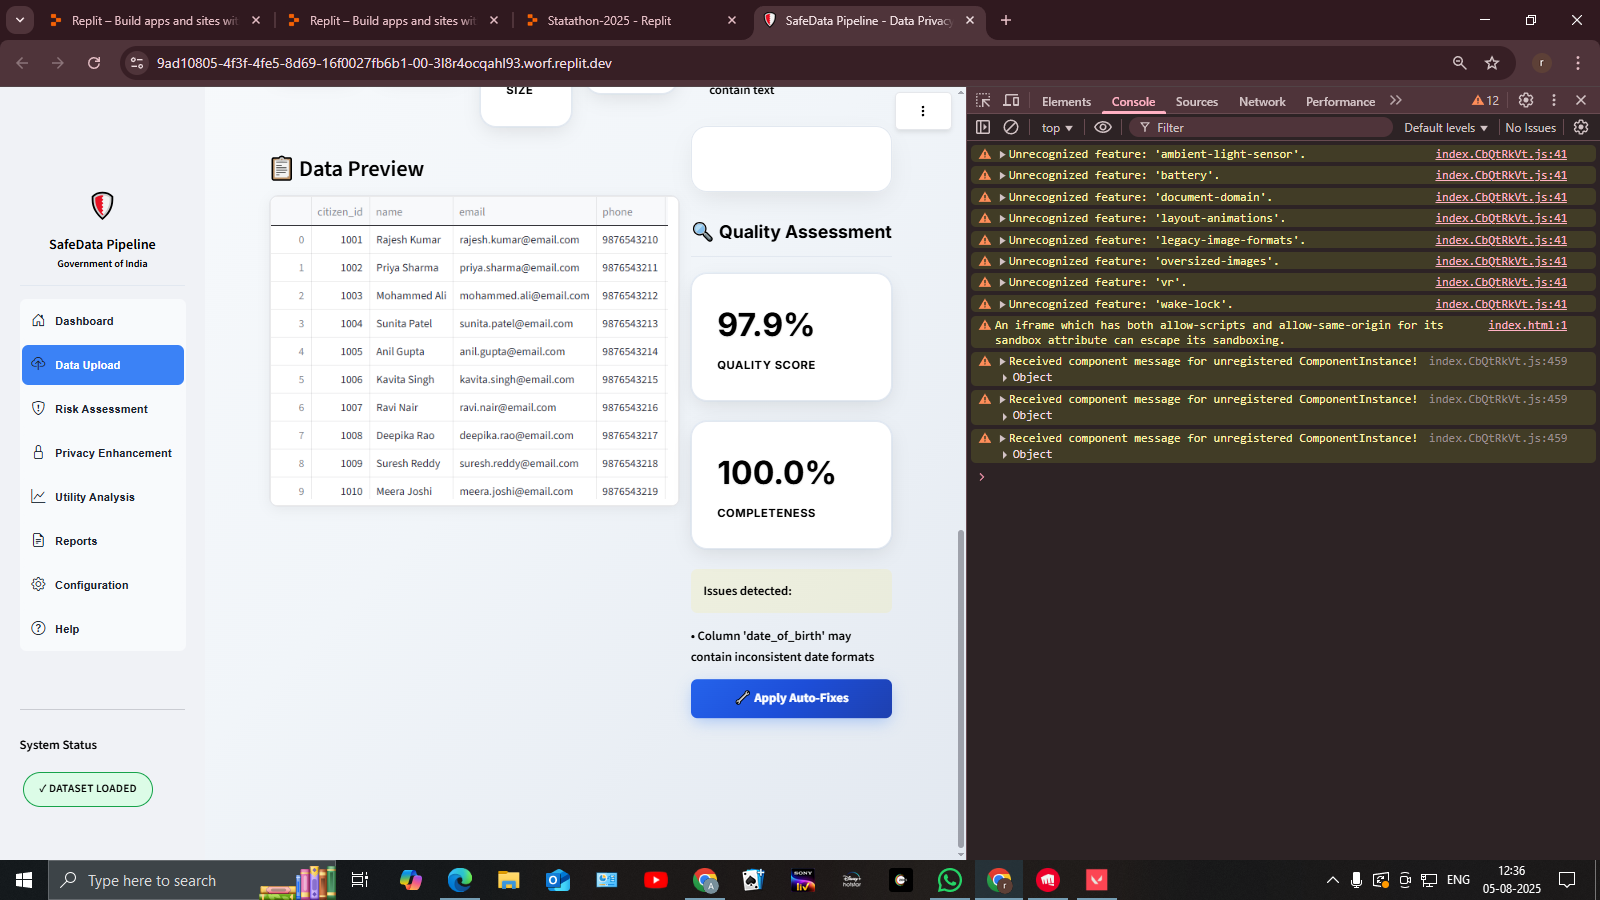 Replit – Build apps and sites wit
Replit – Build apps and sites wit
Statathon-2025 - Replit
SafeData Pipeline - Data Privacy
9ad10805-4f3f-4fe5-8d69-16f0027fb6b1-00-3l8r4ocqahl93.worf.replit.dev
r
SafeData Pipeline
Government of India
Dashboard
Data Upload
Risk Assessment
Privacy Enhancement
Utility Analysis
Reports
Configuration
Help
System Status
✓ DATASET LOADED
SIZE
contain text
Data Preview
citizen_id name email phone
0 1001 Rajesh Kumar rajesh.kumar@email.com 9876543210
1 1002 Priya Sharma priya.sharma@email.com 9876543211
2 1003 Mohammed Ali mohammed.ali@email.com 9876543212
3 1004 Sunita Patel sunita.patel@email.com 9876543213
4 1005 Anil Gupta anil.gupta@email.com 9876543214
5 1006 Kavita Singh kavita.singh@email.com 9876543215
6 1007 Ravi Nair ravi.nair@email.com 9876543216
7 1008 Deepika Rao deepika.rao@email.com 9876543217
8 1009 Suresh Reddy suresh.reddy@email.com 9876543218
9 1010 Meera Joshi meera.joshi@email.com 9876543219
Quality Assessment
97.9%
QUALITY SCORE
100.0%
COMPLETENESS
Issues detected:
• Column 'date_of_birth' may
contain inconsistent date formats
Apply Auto-Fixes
Elements Console Sources Network Performance 12
top Filter Default levels No Issues
Unrecognized feature: 'ambient-light-sensor'. index.CbQtRkVt.js:41
Unrecognized feature: 'battery'. index.CbQtRkVt.js:41
Unrecognized feature: 'document-domain'. index.CbQtRkVt.js:41
Unrecognized feature: 'layout-animations'. index.CbQtRkVt.js:41
Unrecognized feature: 'legacy-image-formats'. index.CbQtRkVt.js:41
Unrecognized feature: 'oversized-images'. index.CbQtRkVt.js:41
Unrecognized feature: 'vr'. index.CbQtRkVt.js:41
Unrecognized feature: 'wake-lock'. index.CbQtRkVt.js:41
An iframe which has both allow-scripts and allow-same-origin for its index.html:1
sandbox attribute can escape its sandboxing.
Received component message for unregistered ComponentInstance! index.CbQtRkVt.js:459
Object
Received component message for unregistered ComponentInstance! index.CbQtRkVt.js:459
Object
Received component message for unregistered ComponentInstance! index.CbQtRkVt.js:459
Object
Type here to search
SONY
liv
hotstar
ENG
12:36
05-08-2025